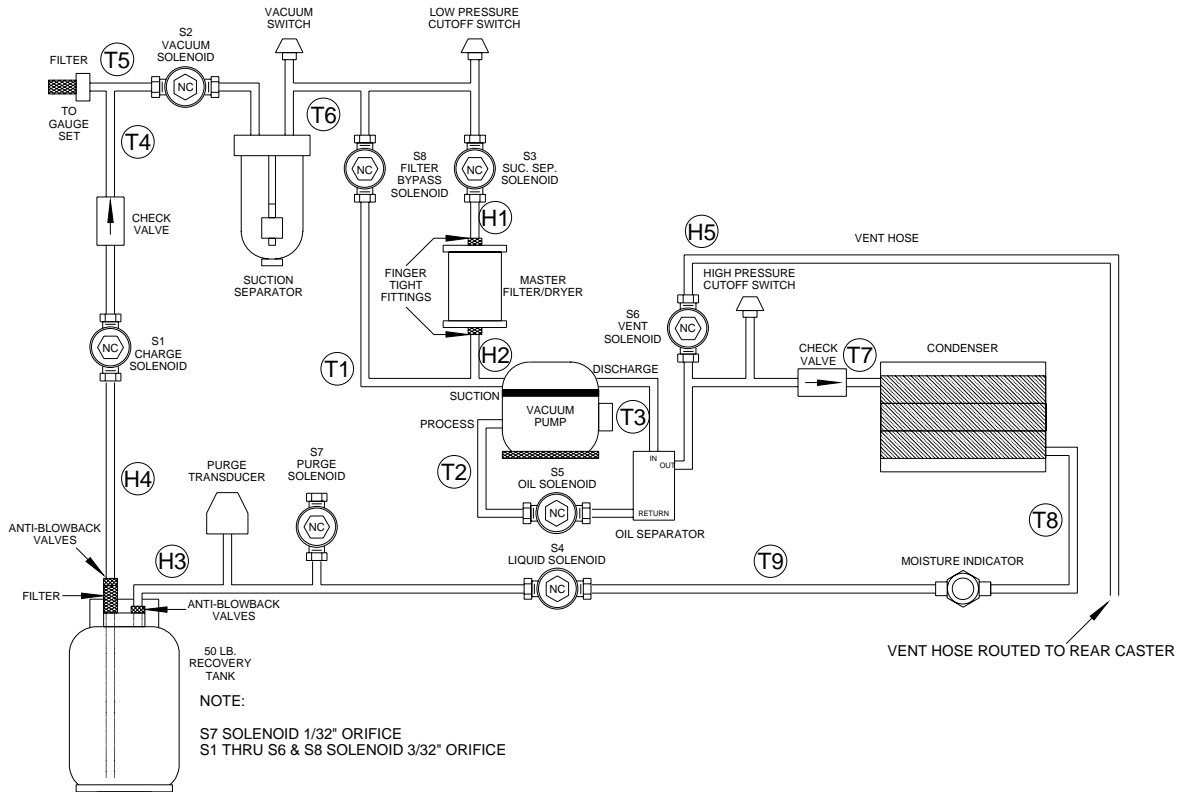 VACUUM
SWITCH
LOW PRESSURE
CUTOFF SWITCH
S2
VACUUM
SOLENOID
FILTER
T5
NC
TO
GAUGE
SET
T4
T6
NC
S8
FILTER
BYPASS
SOLENOID
NC
S3
SUC. SEP.
SOLENOID
CHECK
VALVE
H1
SUCTION
SEPARATOR
FINGER
TIGHT
FITTINGS
MASTER
FILTER/DRYER
H5
VENT HOSE
HIGH PRESSURE
CUTOFF SWITCH
S6
VENT
SOLENOID
NC
NC
S1
CHARGE
SOLENOID
T1
H2
DISCHARGE
CHECK
VALVE
T7
CONDENSER
SUCTION
PROCESS
VACUUM
PUMP
T3
T2
IN
OUT
RETURN
OIL SEPARATOR
S5
OIL SOLENOID
NC
H4
PURGE
TRANSDUCER
S7
PURGE
SOLENOID
NC
T8
ANTI-BLOWBACK
VALVES
H3
S4
LIQUID SOLENOID
NC
T9
MOISTURE INDICATOR
FILTER
ANTI-BLOWBACK
VALVES
50 LB.
RECOVERY
TANK
VENT HOSE ROUTED TO REAR CASTER
NOTE:
S7 SOLENOID 1/32" ORIFICE
S1 THRU S6 & S8 SOLENOID 3/32" ORIFICE